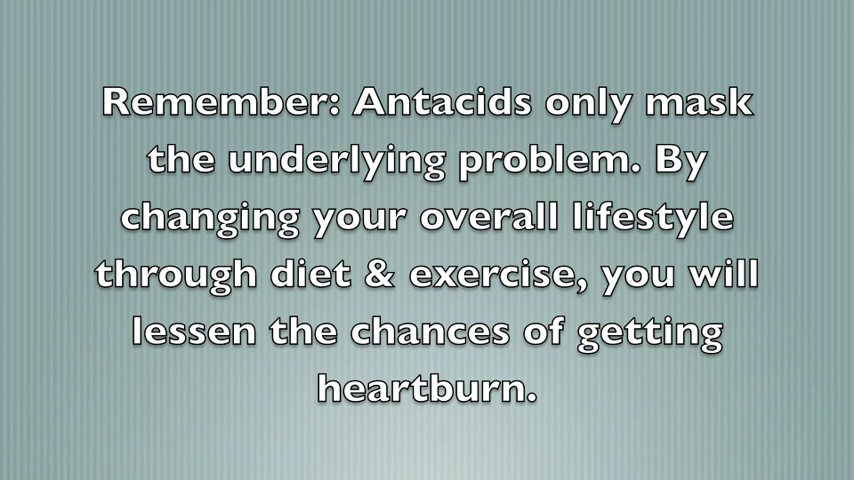 Remember: Antacids only mask
the underlying problem. By
changing your overall lifestyle
through diet & exercise, you will
lessen the chances of getting
heartburn.